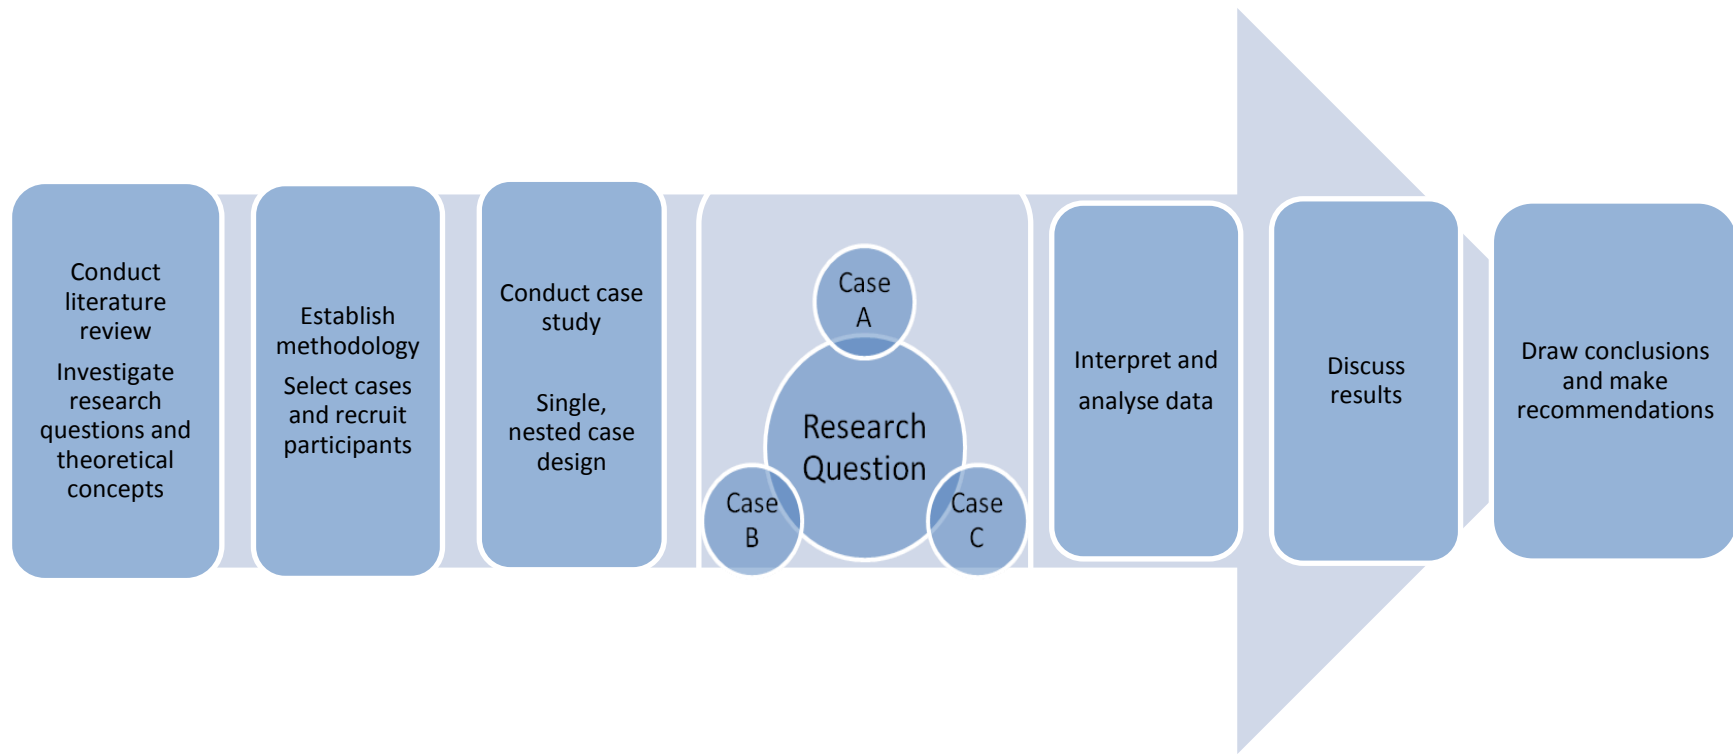 Conduct
literature
review
Investigate
research
questions and
theoretical
concepts
Establish
methodology
Select cases
and recruit
participants
Conduct case
study
Single,
nested case
design
Case
A
Research
Question
Case
B
Case
C
Interpret and
analyse data
Discuss
results
Draw conclusions
and make
recommendations